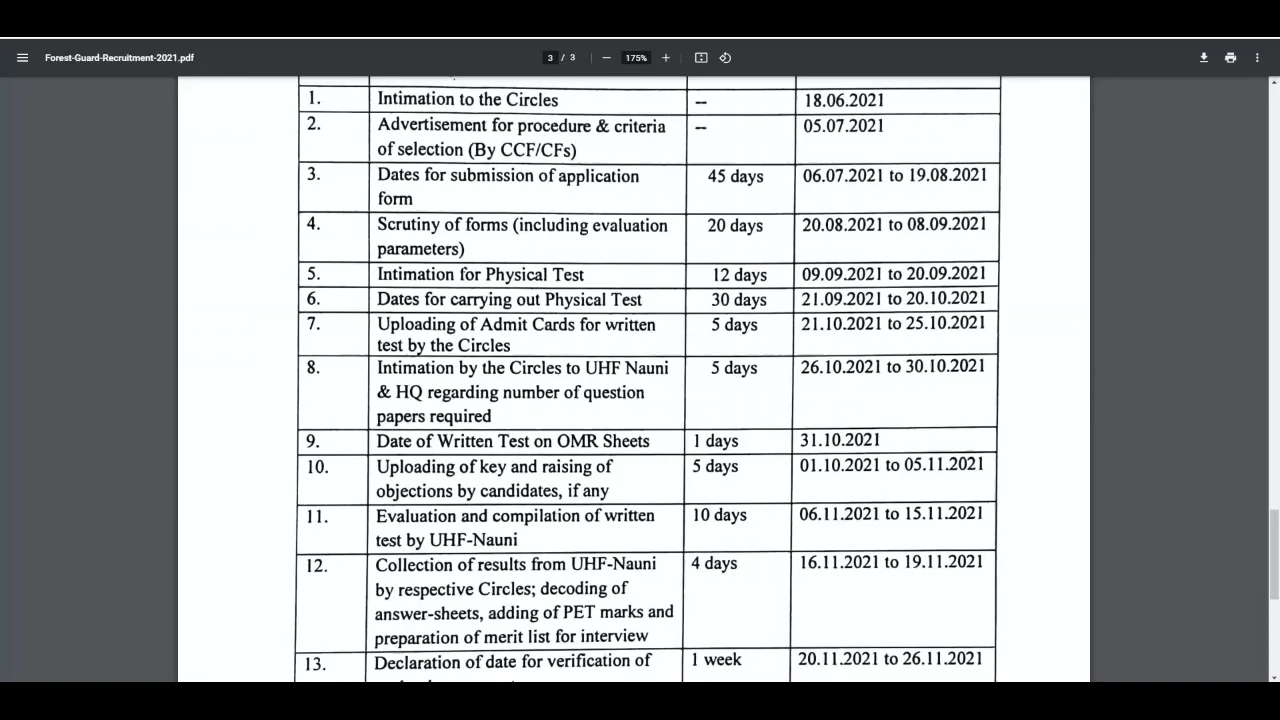 Forest-Guard-Recruitment-2021.pdf
3 / 3
175%
1. Intimation to the Circles -- 18.06.2021
2. Advertisement for procedure & criteria -- 05.07.2021
of selection (By CCF/CFs)
3. Dates for submission of application 45 days 06.07.2021 to 19.08.2021
form
4. Scrutiny of forms (including evaluation 20 days 20.08.2021 to 08.09.2021
parameters)
5. Intimation for Physical Test 12 days 09.09.2021 to 20.09.2021
6. Dates for carrying out Physical Test 30 days 21.09.2021 to 20.10.2021
7. Uploading of Admit Cards for written 5 days 21.10.2021 to 25.10.2021
test by the Circles
8. Intimation by the Circles to UHF Nauni 5 days 26.10.2021 to 30.10.2021
& HQ regarding number of question
papers required
9. Date of Written Test on OMR Sheets 1 days 31.10.2021
10. Uploading of key and raising of 5 days 01.10.2021 to 05.11.2021
objections by candidates, if any
11. Evaluation and compilation of written 10 days 06.11.2021 to 15.11.2021
test by UHF-Nauni
12. Collection of results from UHF-Nauni 4 days 16.11.2021 to 19.11.2021
by respective Circles; decoding of
answer-sheets, adding of PET marks and
preparation of merit list for interview
13. Declaration of date for verification of 1 week 20.11.2021 to 26.11.2021